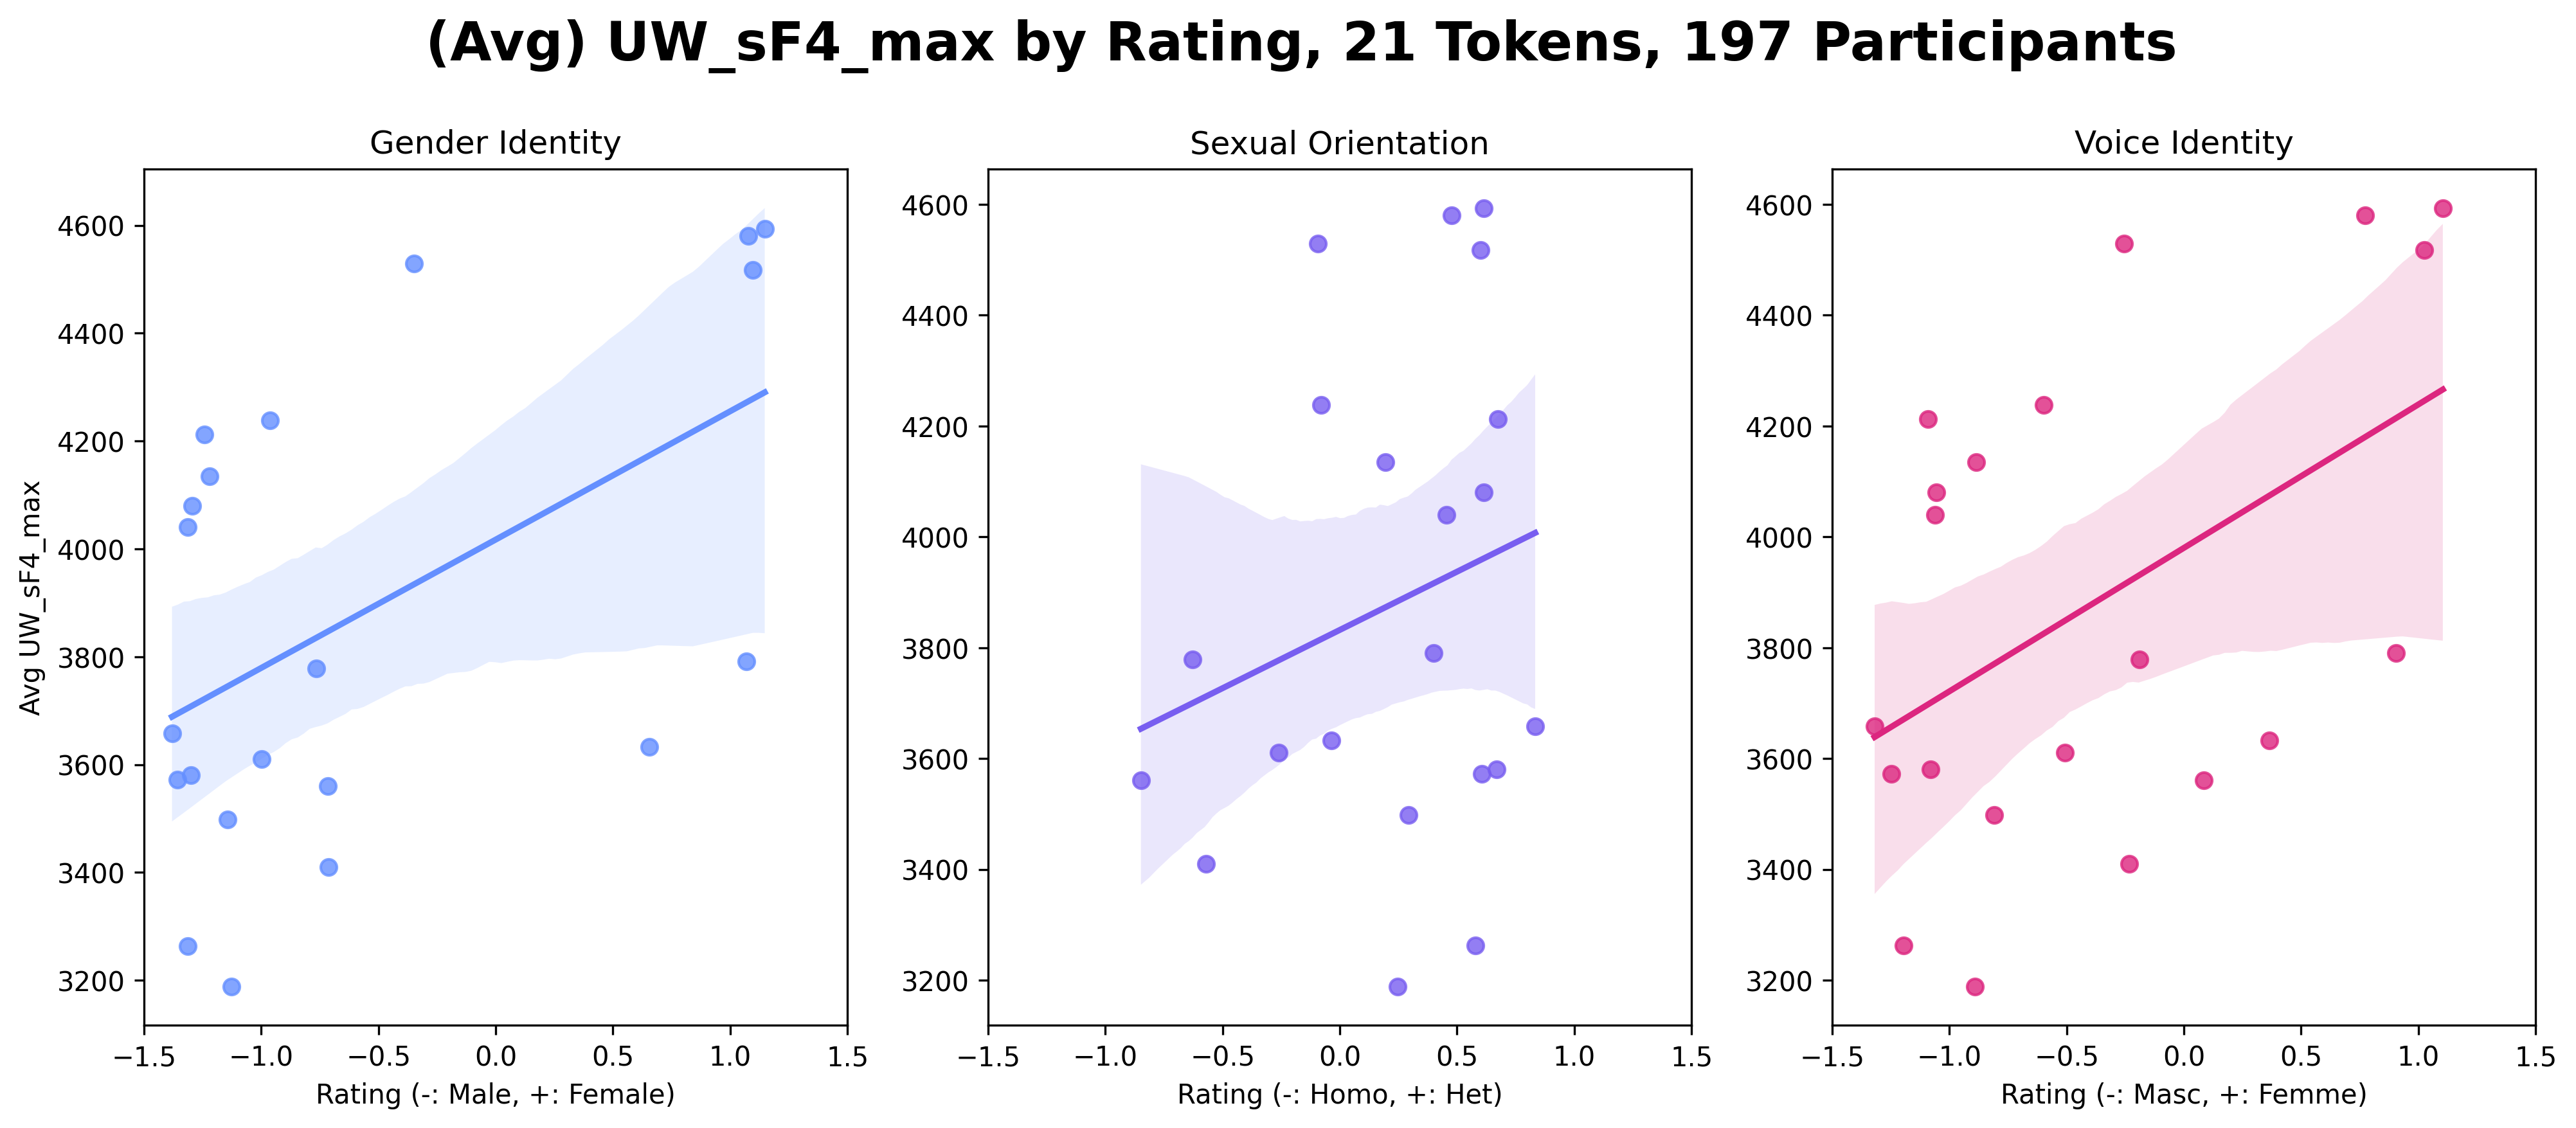 (Avg) UW_sF4_max by Rating, 21 Tokens, 197 Participants
Gender Identity
Avg UW_sF4_max
4600
4400
4200
4000
3800
3600
3400
3200
−1.5 −1.0 −0.5 0.0 0.5 1.0 1.5
Rating (-: Male, +: Female)
Sexual Orientation
4600
4400
4200
4000
3800
3600
3400
3200
−1.5 −1.0 −0.5 0.0 0.5 1.0 1.5
Rating (-: Homo, +: Het)
Voice Identity
4600
4400
4200
4000
3800
3600
3400
3200
−1.5 −1.0 −0.5 0.0 0.5 1.0 1.5
Rating (-: Masc, +: Femme)